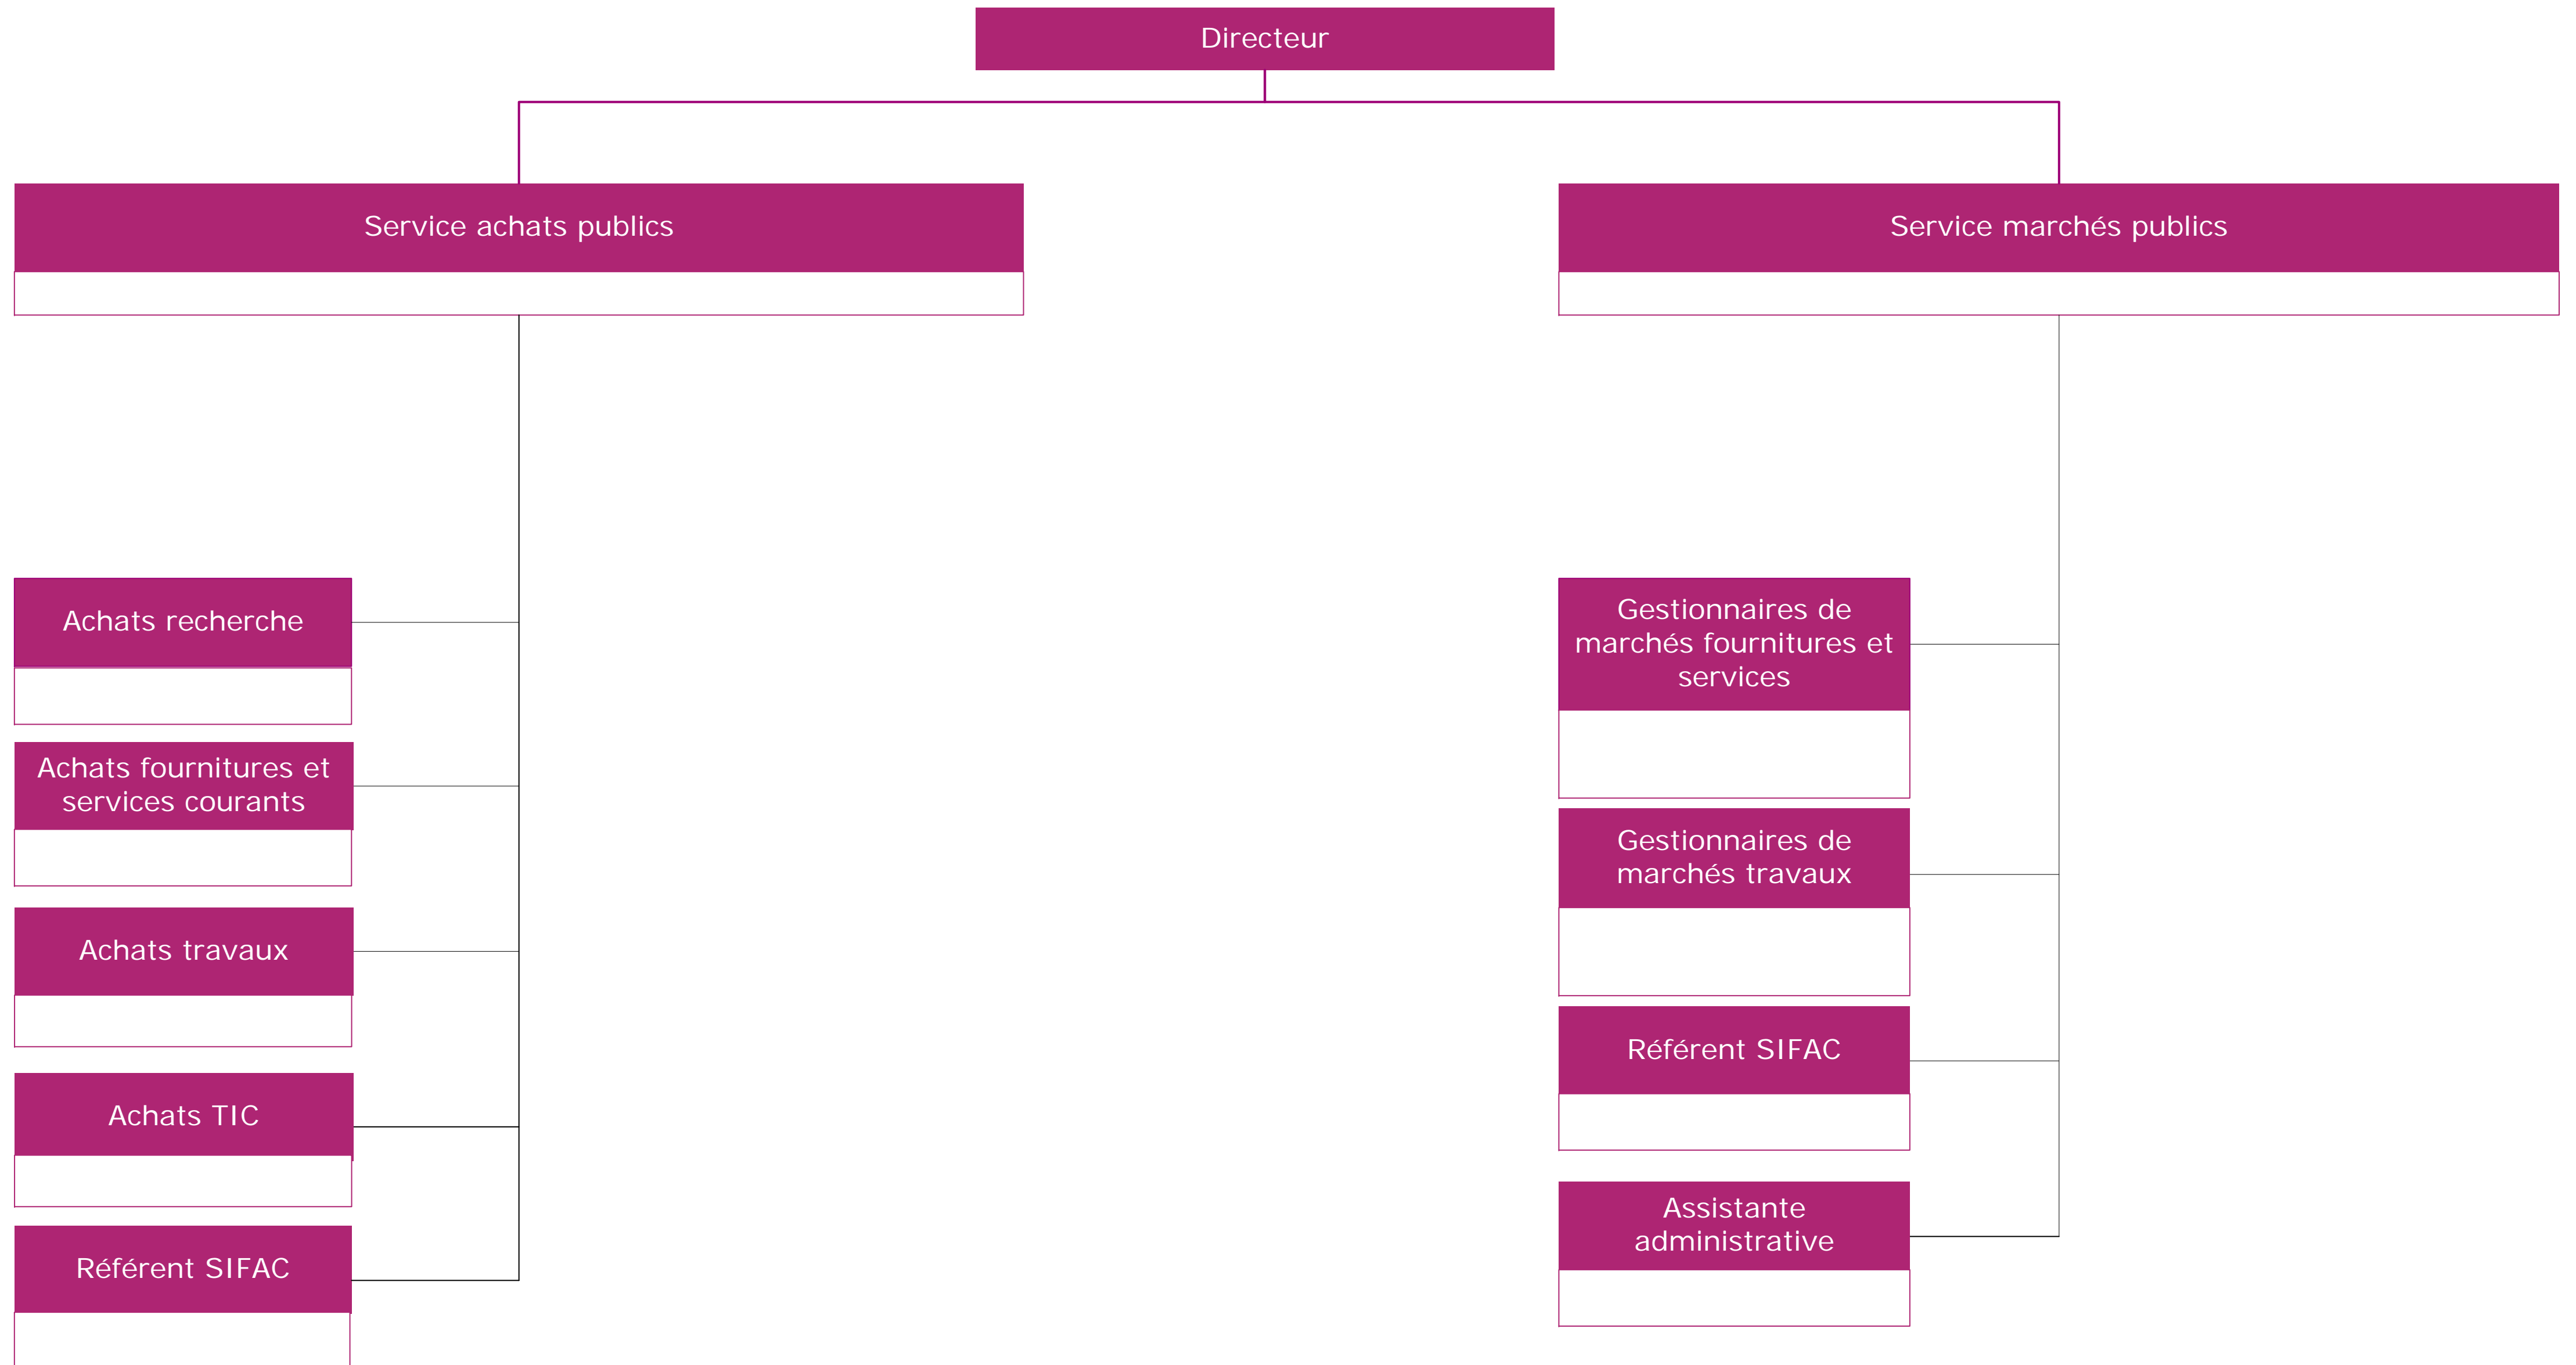 Directeur
Service achats publics
Service marchés publics
Achats recherche
Achats fournitures et
services courants
Achats travaux
Achats TIC
Référent SIFAC
Gestionnaires de
marchés fournitures et
services
Gestionnaires de
marchés travaux
Référent SIFAC
Assistante
administrative